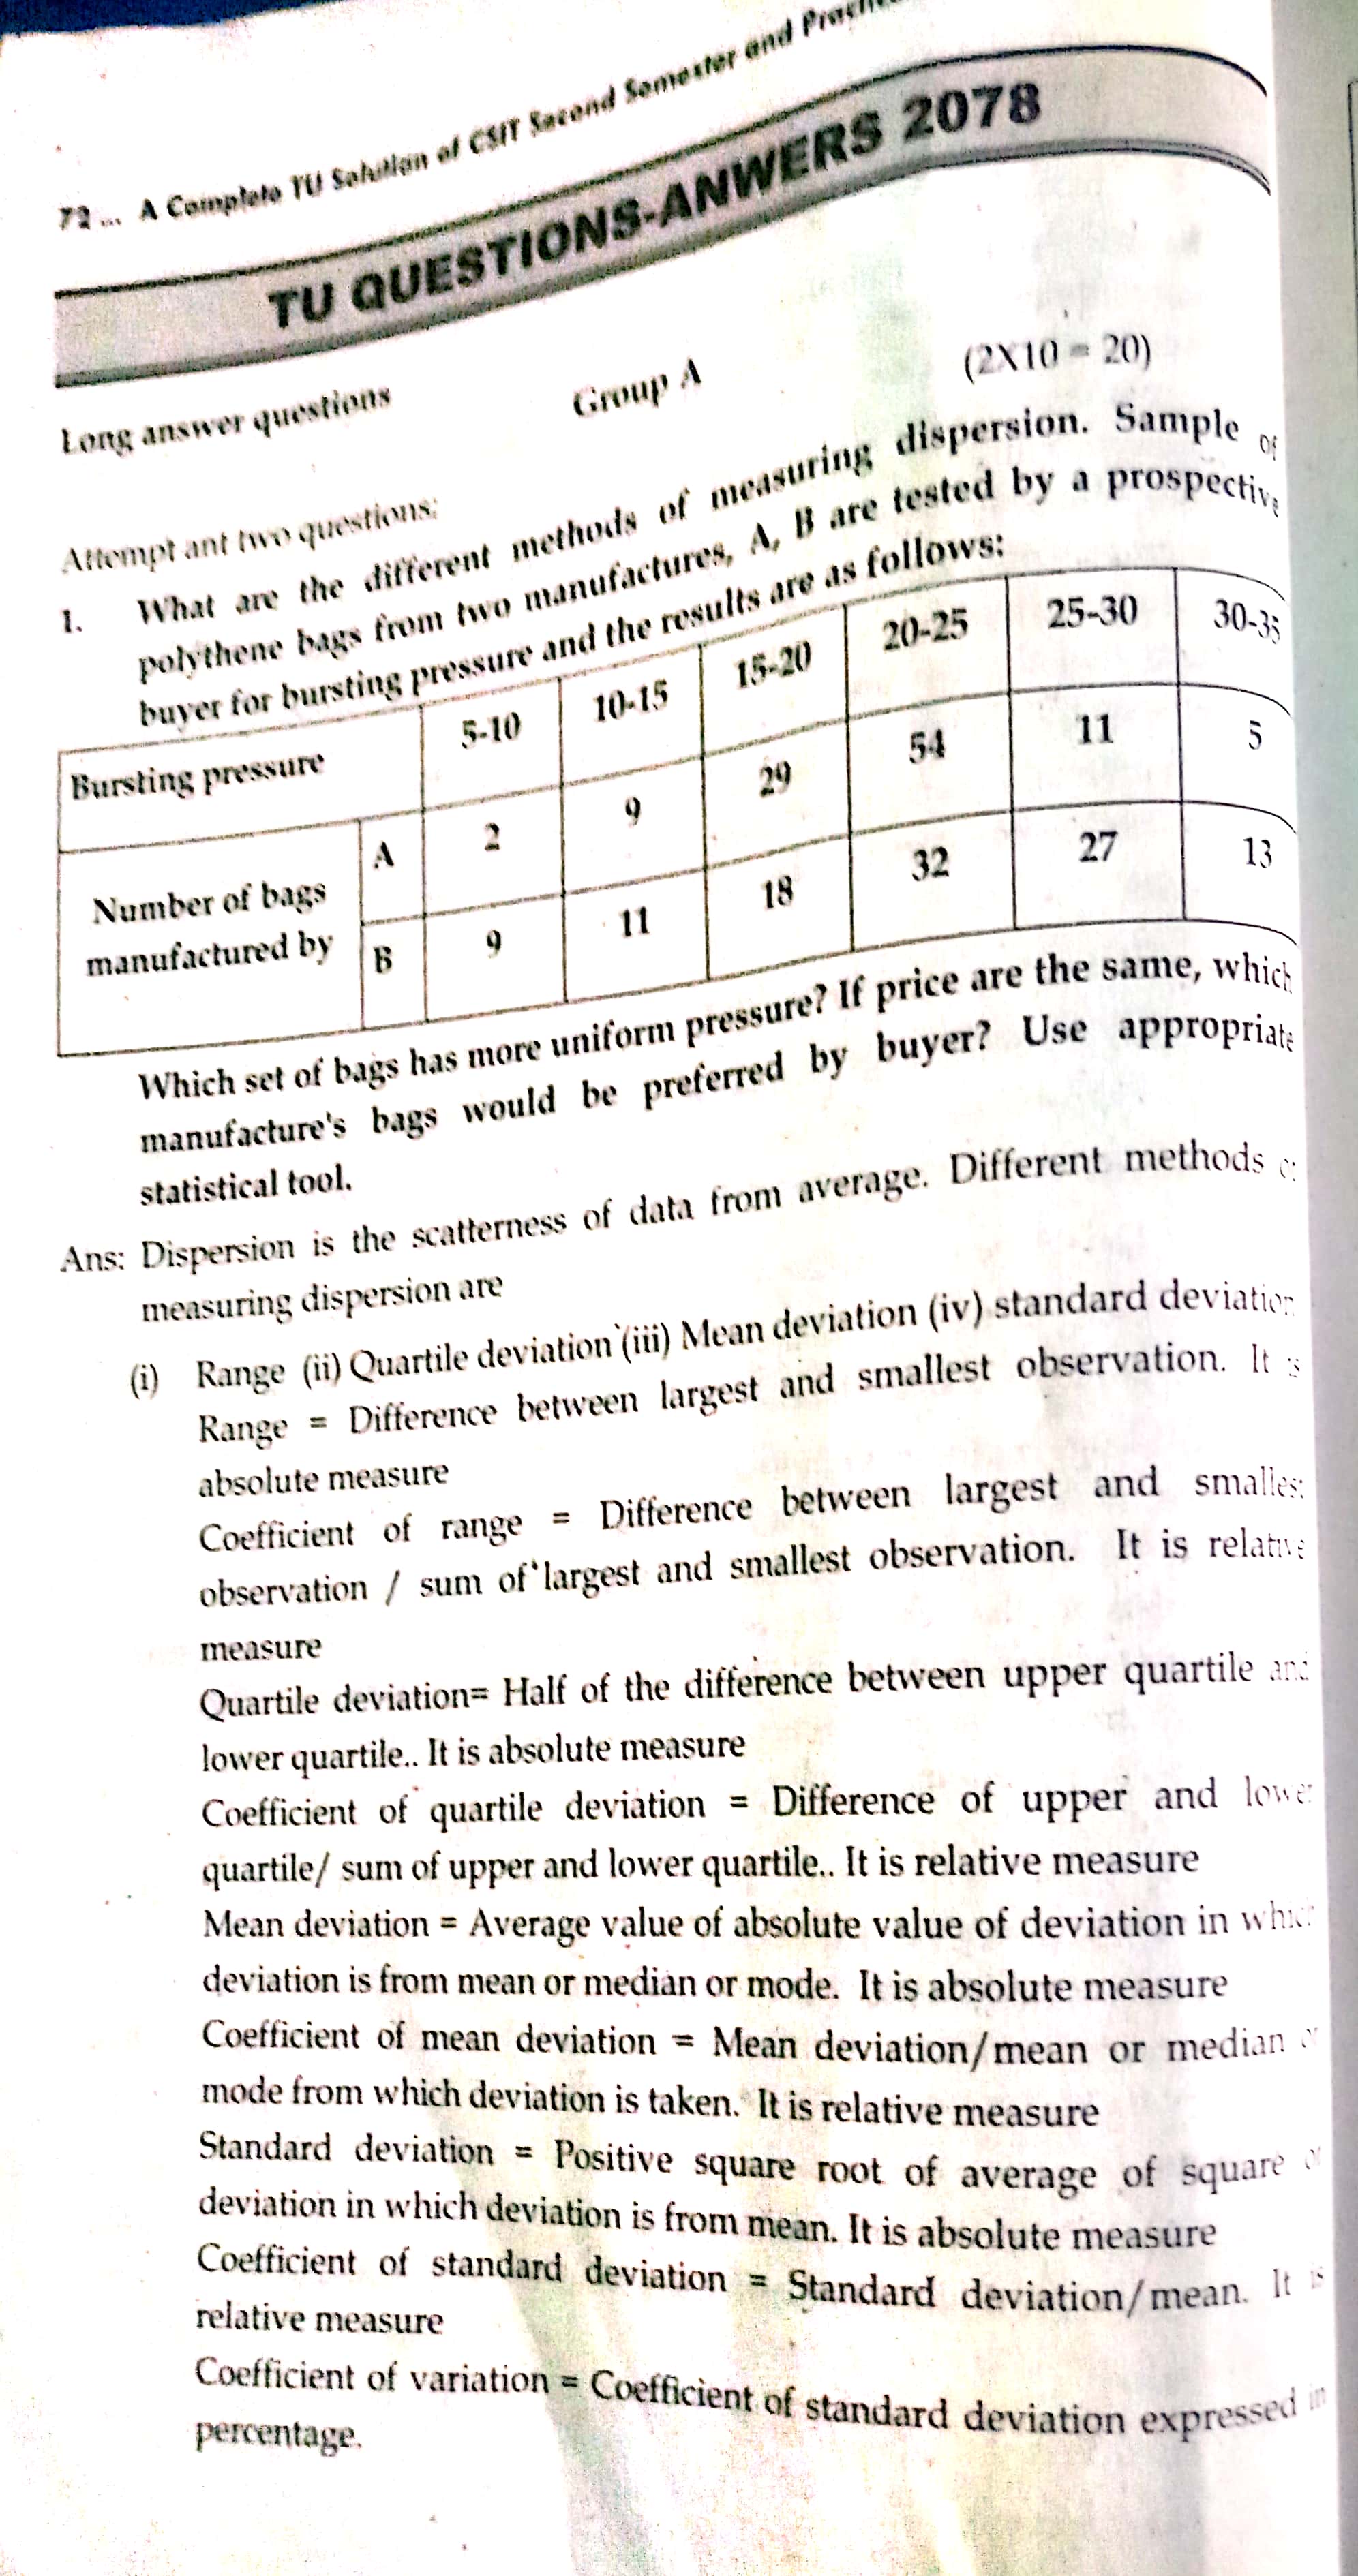 72 ... A Complete TU Solution of CSIT Second Semester and
TU QUESTIONS-ANWERS 2078
Group A
Long answer questions (2X10 = 20)
Attempt ant two questions:
1. What are the different methods of measuring dispersion. Sample of
polythene bags from two manufactures, A, B are tested by a prospective
buyer for bursting pressure and the results are as follows:
Bursting pressure 5-10 10-15 15-20 20-25 25-30 30-35
Number of bags manufactured by
A 2 9 29 54 11 5
B 9 11 18 32 27 13
Which set of bags has more uniform pressure? If price are the same, which
manufacture's bags would be preferred by buyer? Use appropriate
statistical tool.
Ans: Dispersion is the scatterness of data from average. Different methods
measuring dispersion are
(i) Range (ii) Quartile deviation (iii) Mean deviation (iv) standard deviation
Range = Difference between largest and smallest observation. It is
absolute measure
Coefficient of range = Difference between largest and smallest
observation / sum of largest and smallest observation. It is relative
measure
Quartile deviation= Half of the difference between upper quartile and
lower quartile.. It is absolute measure
Coefficient of quartile deviation = Difference of upper and lower
quartile/ sum of upper and lower quartile.. It is relative measure
Mean deviation = Average value of absolute value of deviation in which
deviation is from mean or median or mode. It is absolute measure
Coefficient of mean deviation = Mean deviation/mean or median or
mode from which deviation is taken. It is relative measure
Standard deviation = Positive square root of average of square of
deviation in which deviation is from mean. It is absolute measure
Coefficient of standard deviation = Standard deviation/mean. It is
relative measure
Coefficient of variation = Coefficient of standard deviation expressed in
percentage.